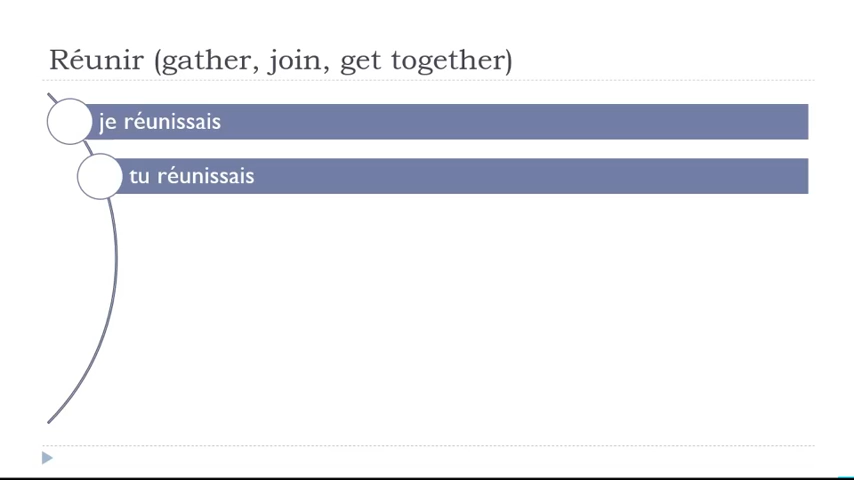 Réunir (gather, join, get together)
je réunissais
tu réunissais